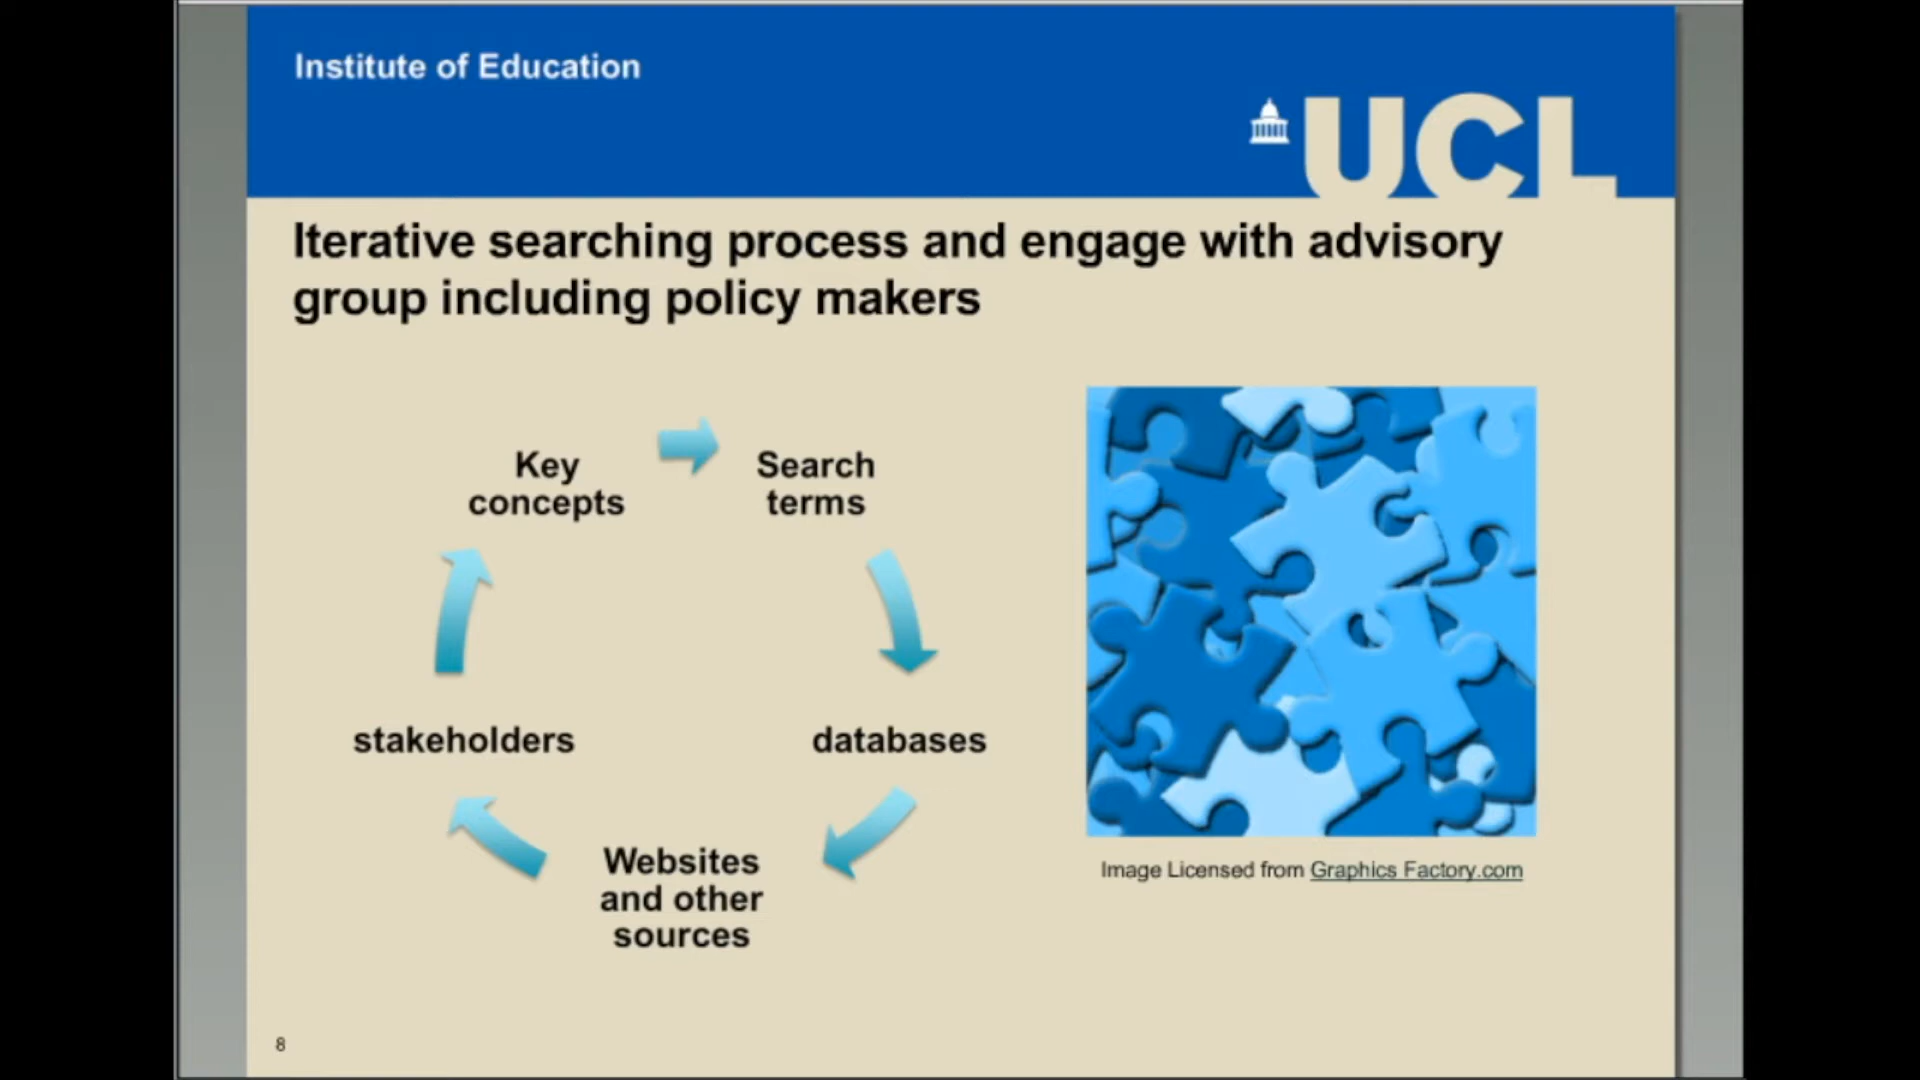 Institute of Education
UCL
Iterative searching process and engage with advisory
group including policy makers
Key
concepts
Search
terms
stakeholders
databases
Websites
and other
sources
Image Licensed from Graphics Factory.com
8